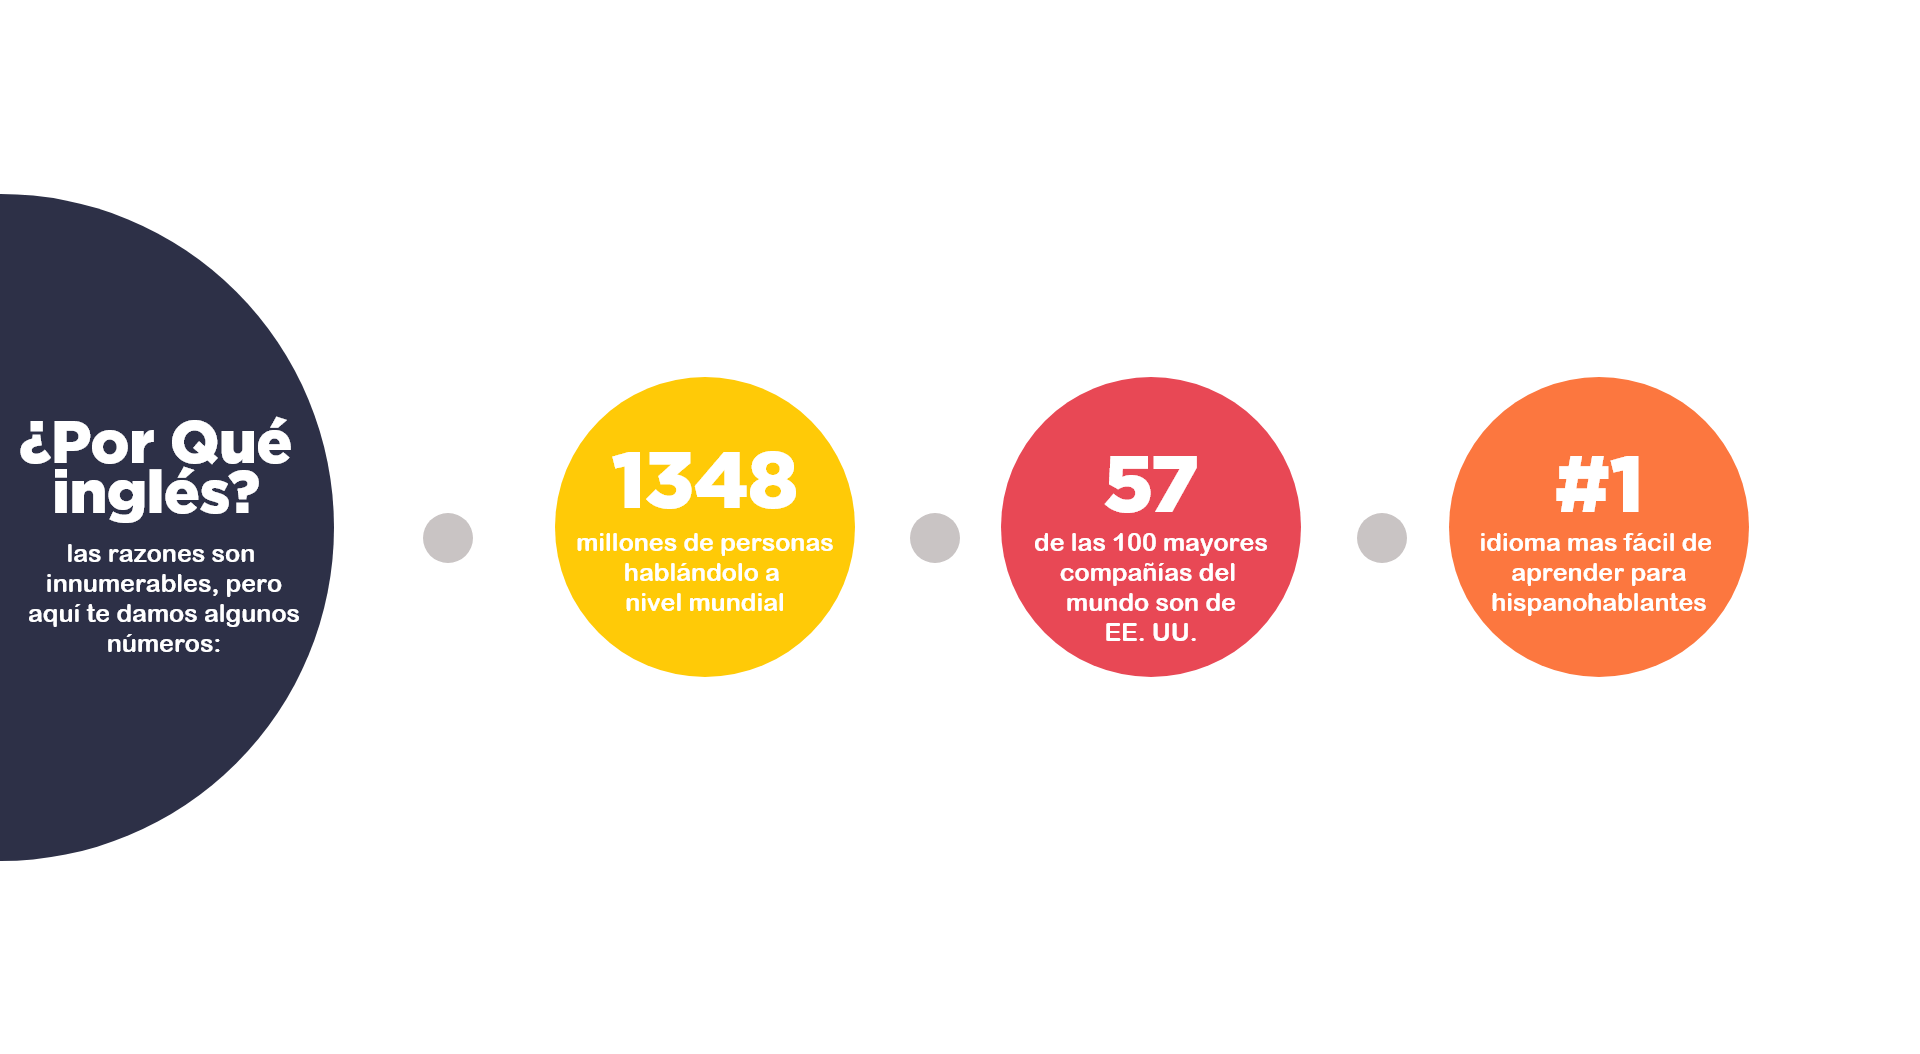 ¿Por Qué
inglés?
las razones son
innumerables, pero
aquí te damos algunos
números:
1348
millones de personas
hablándolo a
nivel mundial
57
de las 100 mayores
compañías del
mundo son de
EE. UU.
#1
idioma mas fácil de
aprender para
hispanohablantes